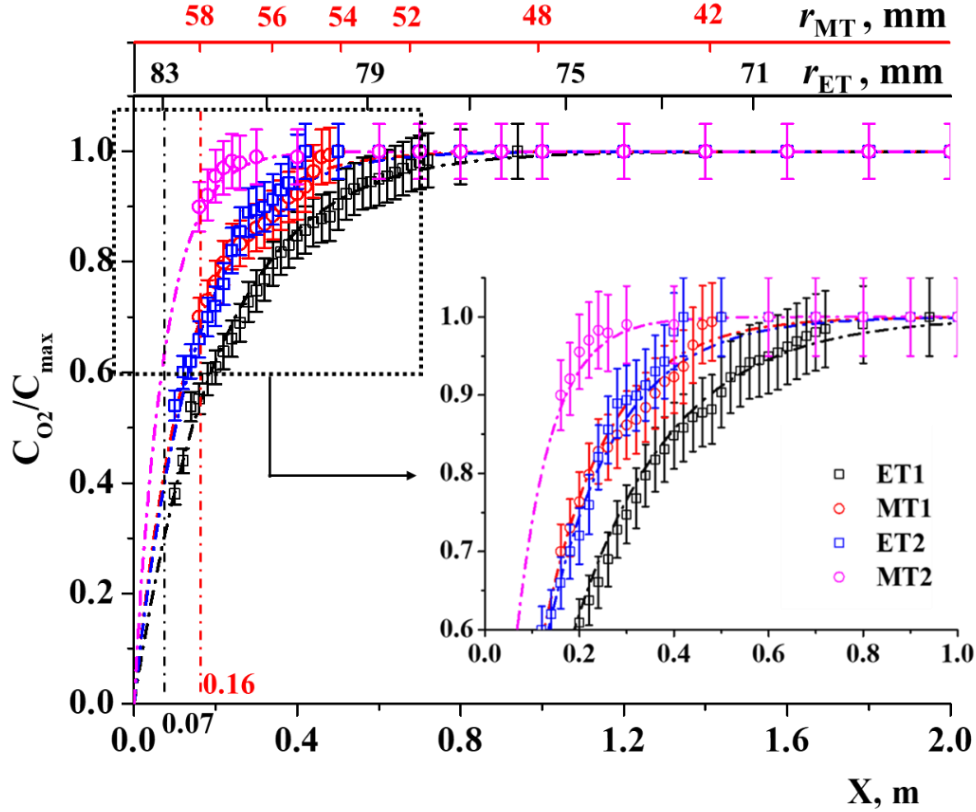 58 56 54 52 48 42 r_MT , mm
83 79 75 71 r_ET , mm
C_O2/C_max
1.0
0.8
0.6
0.4
0.2
0.0
0.16
0.07
0.0 0.4 0.8 1.2 1.6 2.0
X, m
1.0
0.9
0.8
0.7
0.6
0.0 0.2 0.4 0.6 0.8 1.0
ET1
MT1
ET2
MT2